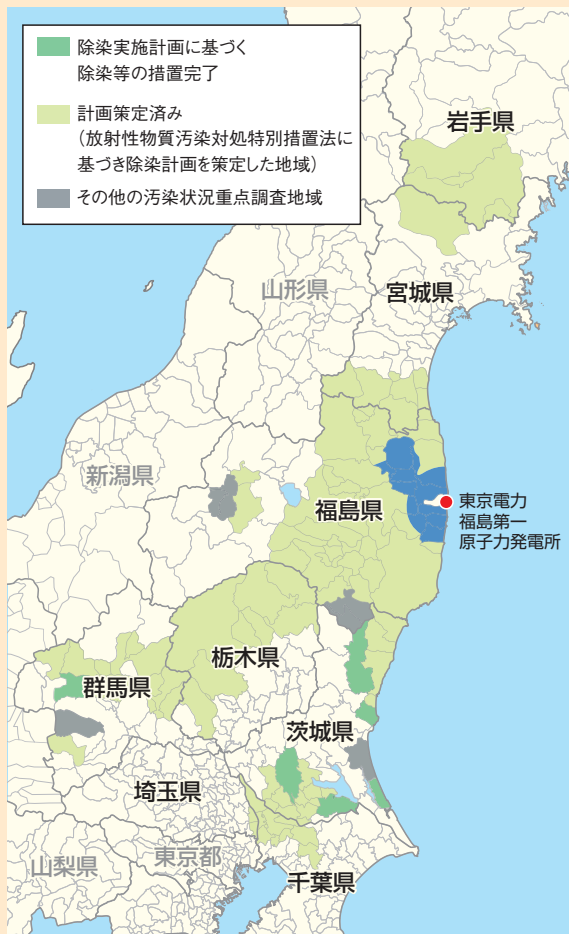 除染実施計画に基づく
除染等の措置完了
計画策定済み
(放射性物質汚染対処特別措置法に
基づき除染計画を策定した地域)
その他の汚染状況重点調査地域
岩手県
山形県
宮城県
新潟県
福島県
東京電力
福島第一
原子力発電所
栃木県
群馬県
茨城県
埼玉県
山梨県
東京都
千葉県